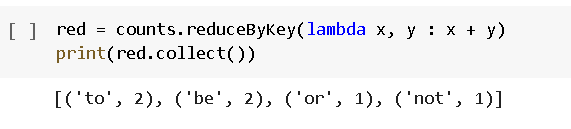 [ ] red = counts.reduceByKey(lambda x, y : x + y)
print(red.collect())
[('to', 2), ('be', 2), ('or', 1), ('not', 1)]